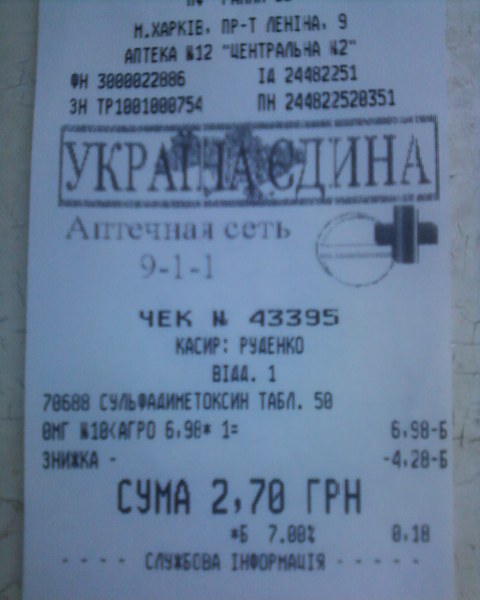 М.ХАРКІВ, ПР-Т ЛЕНІНА, 9
АПТЕКА №12 "ЦЕНТРАЛЬНА №2"
ФН 3000022886 ІД 24482251
ЗН ТР1001000754 ПН 244822520351
УКРАЇНА ЄДИНА
Аптечная сеть
9-1-1
ЧЕК № 43395
КАСИР: РУДЕНКО
ВІДД. 1
70688 СУЛЬФАДИМЕТОКСИН ТАБЛ. 50
0МГ №10<АГРО 6,98* 1= 6,98-Б
ЗНИЖКА - -4,28-Б
СУМА 2,70 ГРН
*Б 7.00% 0.18
- - - - СЛУЖБОВА ІНФОРМАЦІЯ - - - - -